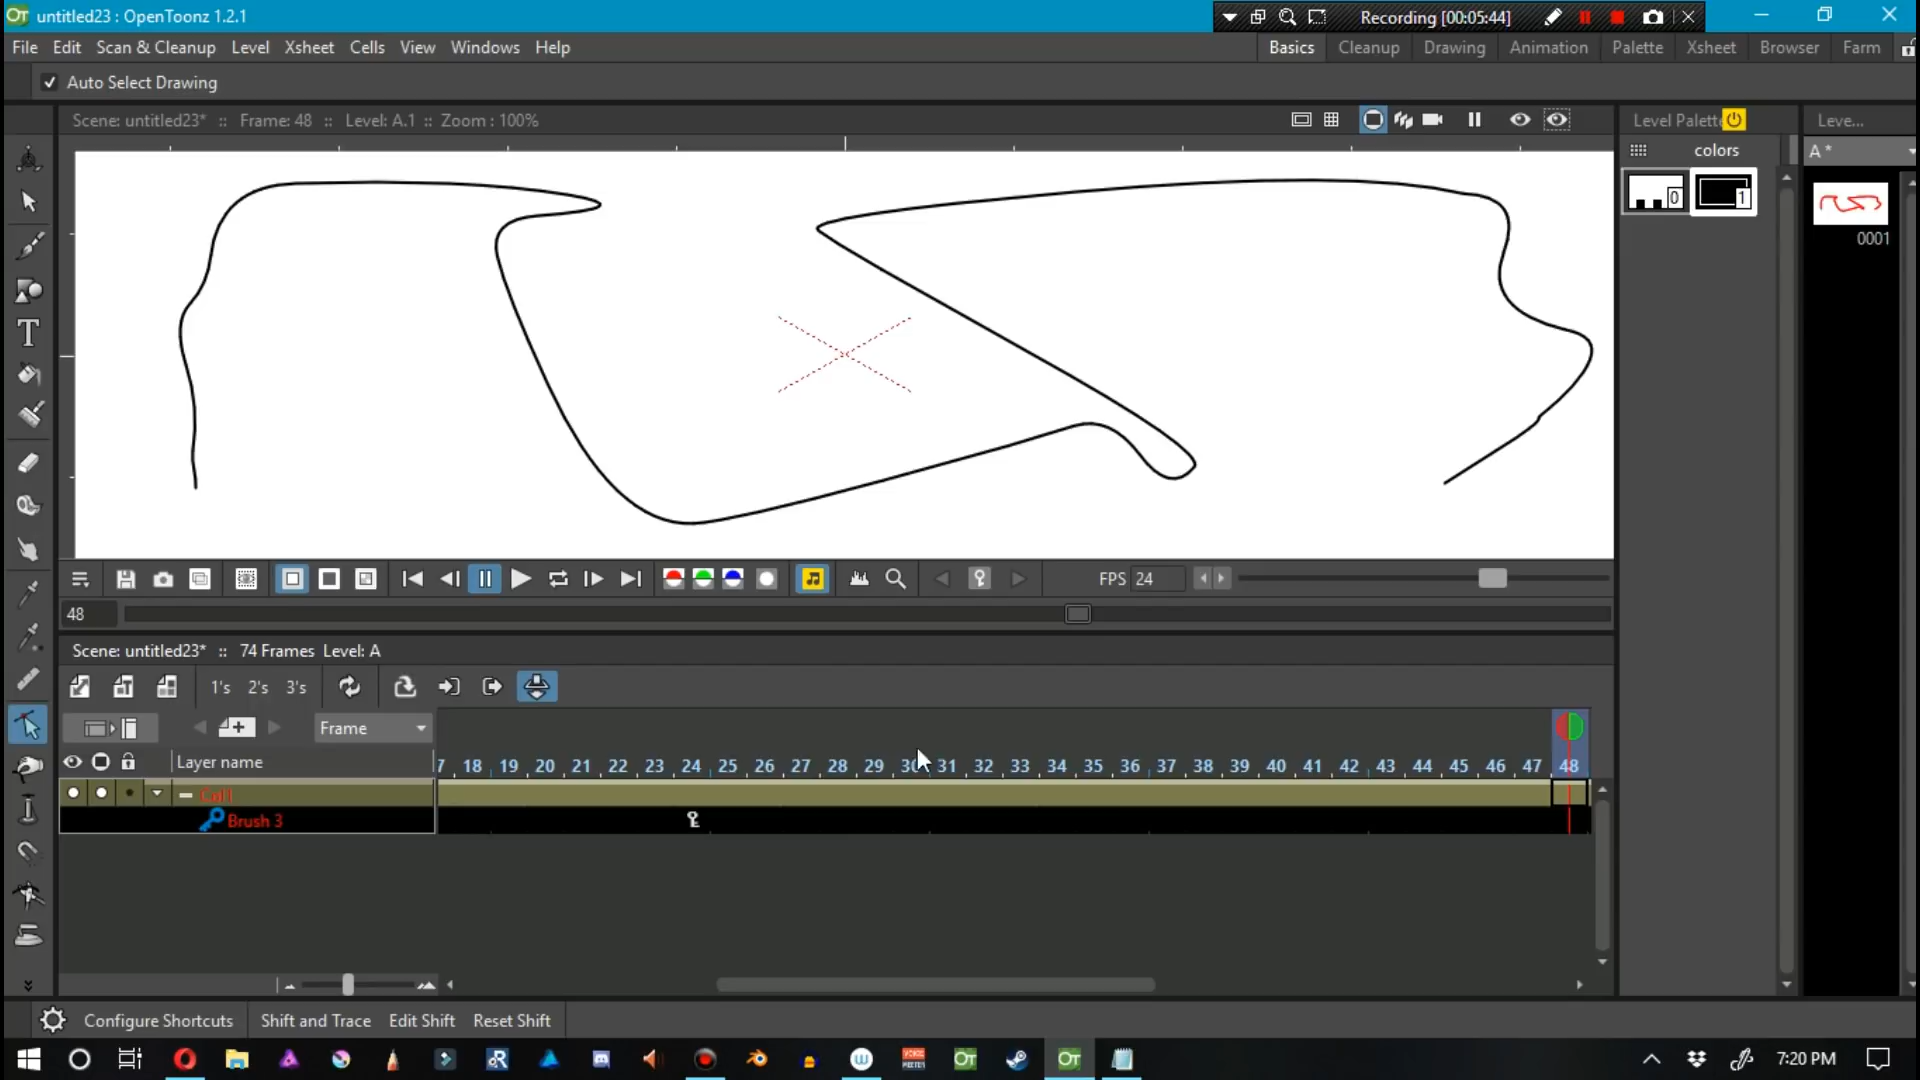 untitled23 : OpenToonz 1.2.1
Recording [00:05:44]
File Edit Scan & Cleanup Level Xsheet Cells View Windows Help
Basics Cleanup Drawing Animation Palette Xsheet Browser Farm
Auto Select Drawing
Scene: untitled23* :: Frame: 48 :: Level: A.1 :: Zoom : 100%
Level Palette
Leve...
colors
A *
0
1
0001
FPS 24
48
Scene: untitled23* :: 74 Frames Level: A
1's 2's 3's
Frame
Layer name
7 18 19 20 21 22 23 24 25 26 27 28 29 30 31 32 33 34 35 36 37 38 39 40 41 42 43 44 45 46 47 48
Col1
Brush 3
Configure Shortcuts Shift and Trace Edit Shift Reset Shift
7:20 PM